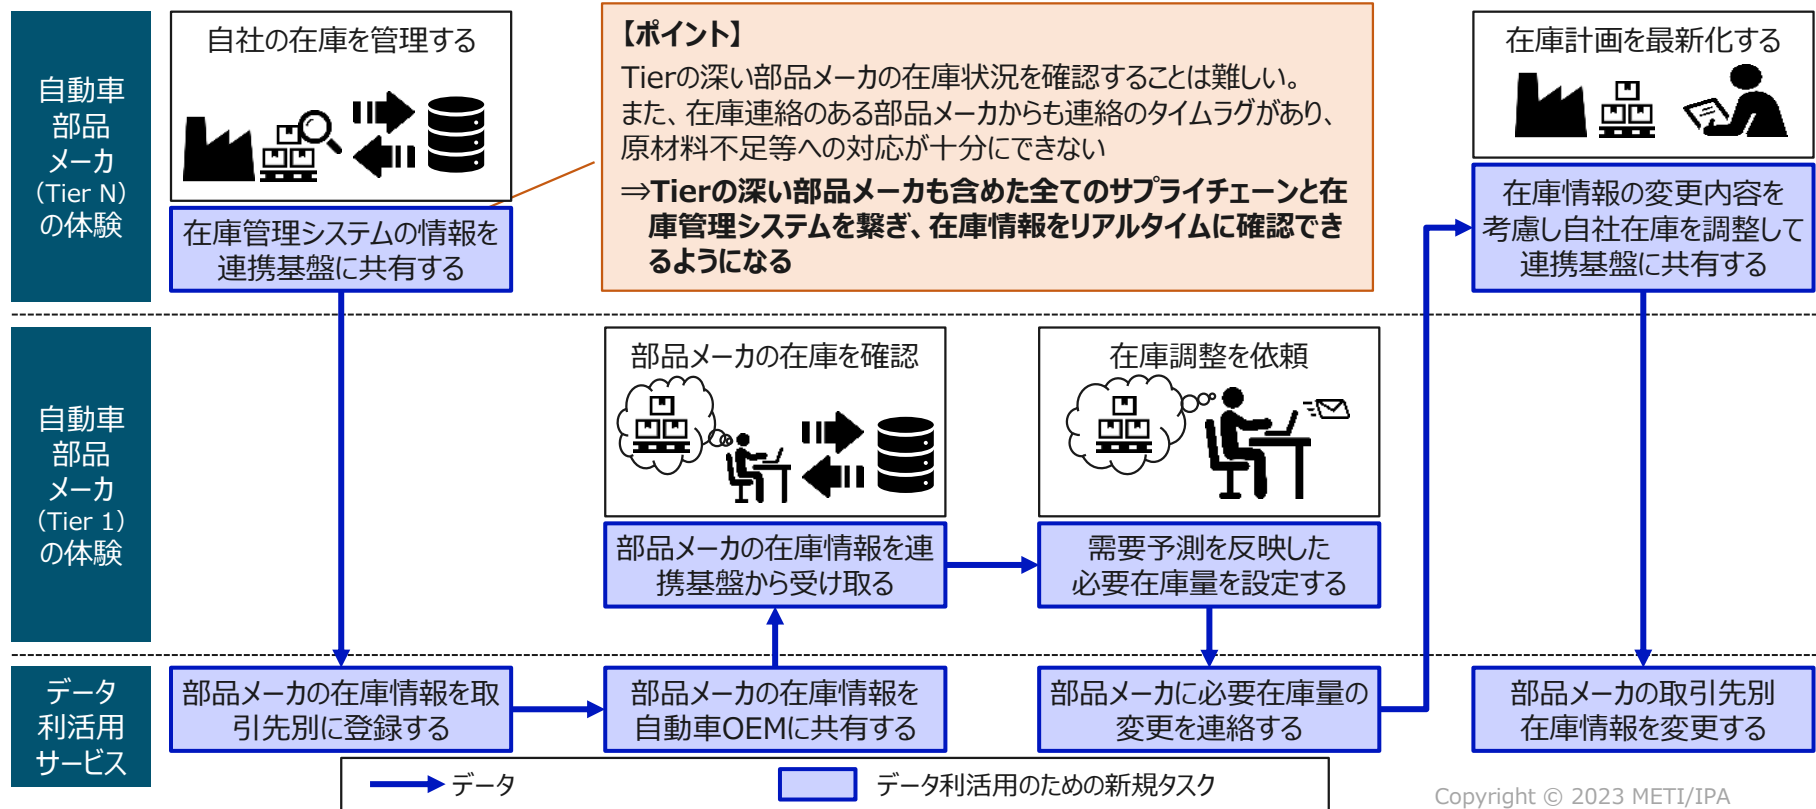 自動車
部品
メーカ
（Tier N）
の体験
自社の在庫を管理する
在庫管理システムの情報を
連携基盤に共有する
【ポイント】
Tierの深い部品メーカの在庫状況を確認することは難しい。
また、在庫連絡のある部品メーカからも連絡のタイムラグがあり、
原材料不足等への対応が十分にできない
⇒Tierの深い部品メーカも含めた全てのサプライチェーンと在
庫管理システムを繋ぎ、在庫情報をリアルタイムに確認でき
るようになる
在庫計画を最新化する
在庫情報の変更内容を
考慮し自社在庫を調整して
連携基盤に共有する
自動車
部品
メーカ
（Tier 1）
の体験
部品メーカの在庫を確認
部品メーカの在庫情報を連
携基盤から受け取る
在庫調整を依頼
需要予測を反映した
必要在庫量を設定する
データ
利活用
サービス
部品メーカの在庫情報を取
引先別に登録する
部品メーカの在庫情報を
自動車OEMに共有する
部品メーカに必要在庫量の
変更を連絡する
部品メーカの取引先別
在庫情報を変更する
データ
データ利活用のための新規タスク
Copyright © 2023 METI/IPA